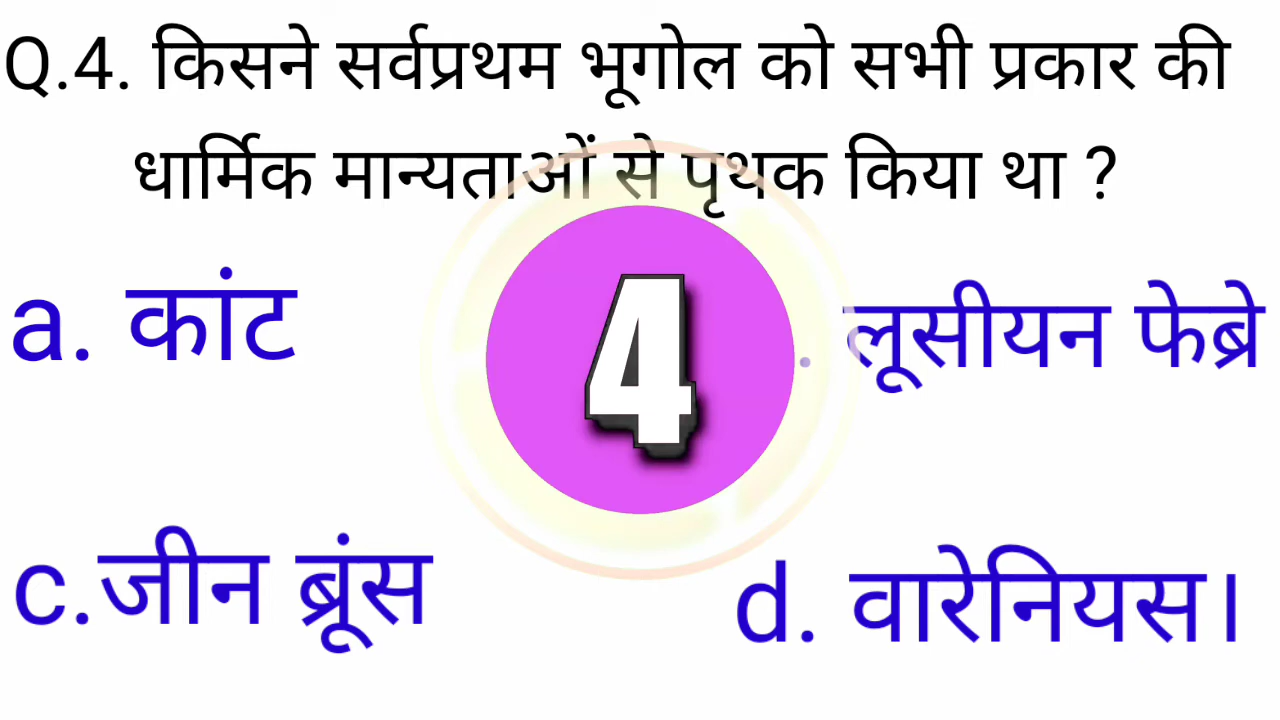 Q.4. किसने सर्वप्रथम भूगोल को सभी प्रकार की
धार्मिक मान्यताओं से पृथक किया था ?
a. कांट
. लूसीयन फेब्रे
4
c.जीन ब्रूंस
d. वारेनियस।